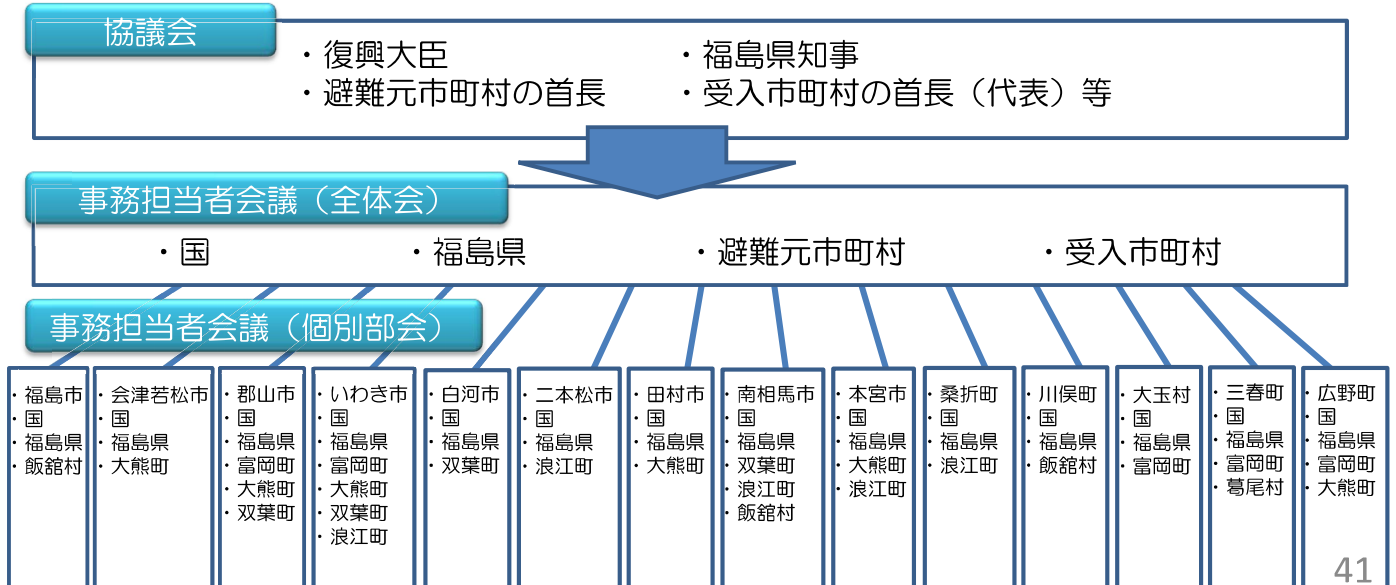 協議会
・復興大臣 ・福島県知事
・避難元市町村の首長 ・受入市町村の首長（代表）等
事務担当者会議（全体会）
・国 ・福島県 ・避難元市町村 ・受入市町村
事務担当者会議（個別部会）
・福島市
・国
・福島県
・飯舘村
・会津若松市
・国
・福島県
・大熊町
・郡山市
・国
・福島県
・富岡町
・大熊町
・双葉町
・いわき市
・国
・福島県
・富岡町
・大熊町
・双葉町
・浪江町
・白河市
・国
・福島県
・双葉町
・二本松市
・国
・福島県
・浪江町
・田村市
・国
・福島県
・大熊町
・南相馬市
・国
・福島県
・双葉町
・浪江町
・飯舘村
・本宮市
・国
・福島県
・大熊町
・浪江町
・桑折町
・国
・福島県
・浪江町
・川俣町
・国
・福島県
・飯舘村
・大玉村
・国
・福島県
・富岡町
・三春町
・国
・福島県
・富岡町
・葛尾村
・広野町
・国
・福島県
・富岡町
・大熊町
41